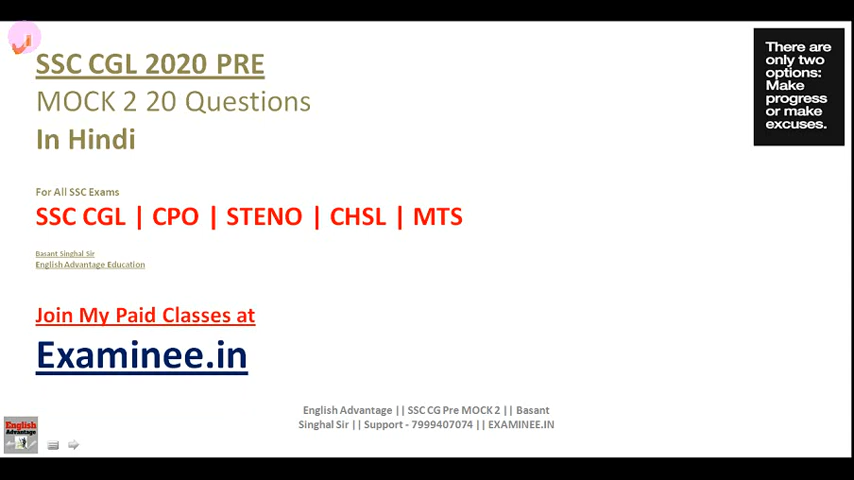 SSC CGL 2020 PRE
MOCK 2 20 Questions
In Hindi
There are
only two
options:
Make
progress
or make
excuses.
For All SSC Exams
SSC CGL | CPO | STENO | CHSL | MTS
Basant Singhal Sir
English Advantage Education
Join My Paid Classes at
Examinee.in
English Advantage || SSC CG Pre MOCK 2 || Basant
Singhal Sir || Support - 7999407074 || EXAMINEE.IN
English
Advantage